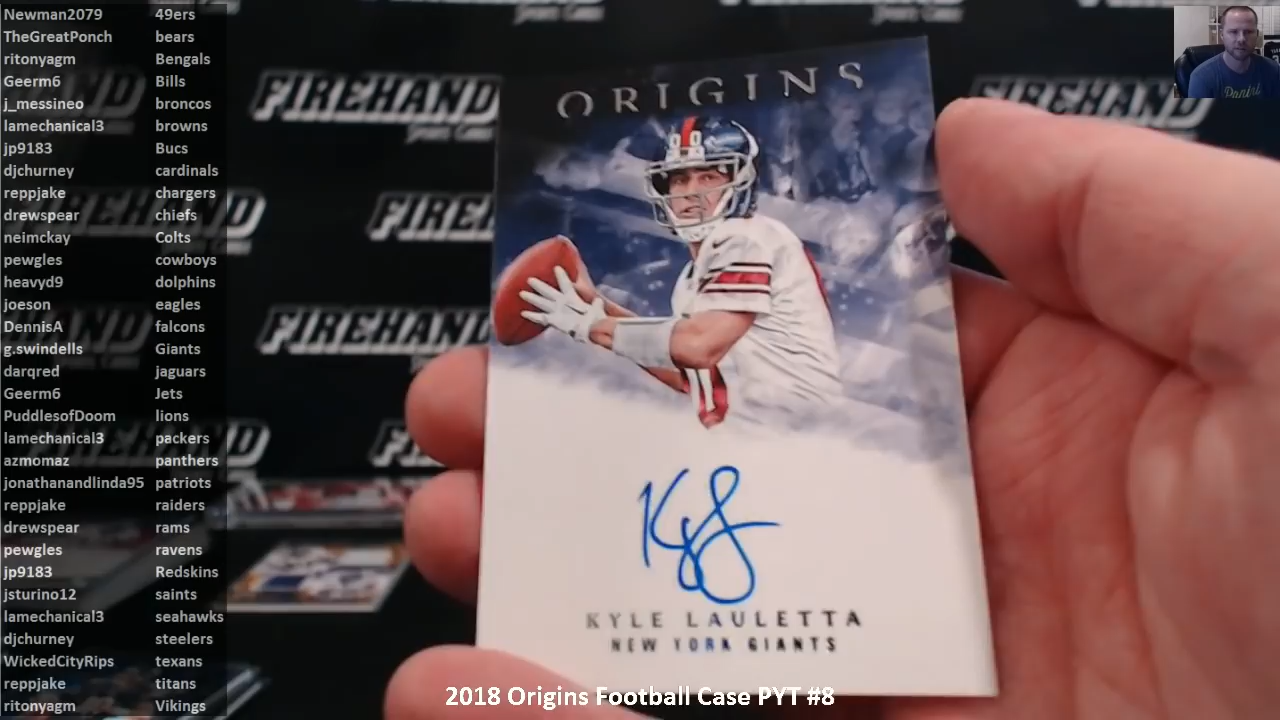 Newman2079 49ers
TheGreatPonch bears
ritonyagm Bengals
Geerm6 Bills
j_messineo broncos
lamechanical3 browns
jp9183 Bucs
djchurney cardinals
reppjake chargers
drewspear chiefs
neimckay Colts
pewgles cowboys
heavyd9 dolphins
joeson eagles
DennisA falcons
g.swindells Giants
darqred jaguars
Geerm6 Jets
PuddlesofDoom lions
lamechanical3 packers
azmomaz panthers
jonathanandlinda95 patriots
reppjake raiders
drewspear rams
pewgles ravens
jp9183 Redskins
jsturino12 saints
lamechanical3 seahawks
djchurney steelers
WickedCityRips texans
reppjake titans
ritonyagm Vikings
FIREHAND
FIREHAND
FIREHAND
ORIGINS
KYLE LAULETTA
NEW YORK GIANTS
2018 Origins Football Case PYT #8